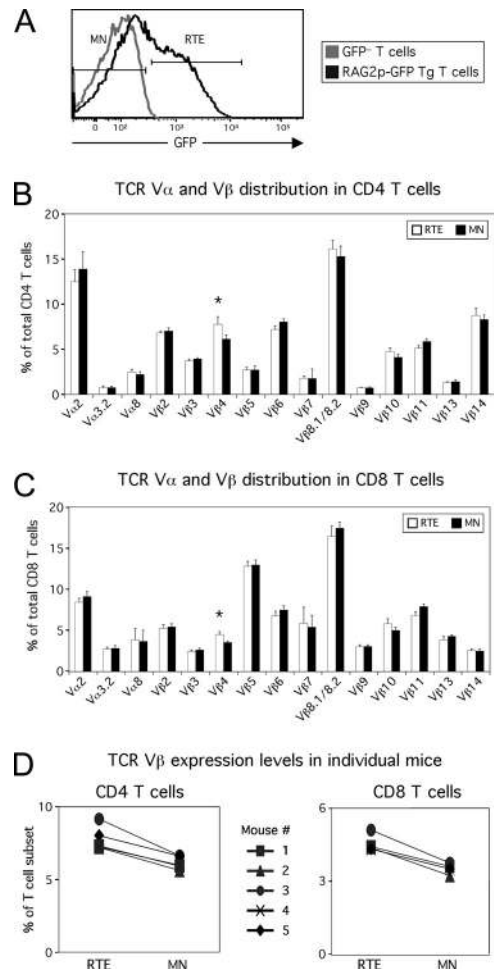 A
MN
RTE
0 10² 10³ 10⁴ 10⁵
GFP
GFP⁻ T cells
RAG2p-GFP Tg T cells
B
TCR Vα and Vβ distribution in CD4 T cells
% of total CD4 T cells
20
15
10
5
0
RTE MN
*
Vα2 Vα3.2 Vα8 Vβ2 Vβ3 Vβ4 Vβ5 Vβ6 Vβ7 Vβ8.1/8.2 Vβ9 Vβ10 Vβ11 Vβ13 Vβ14
C
TCR Vα and Vβ distribution in CD8 T cells
% of total CD8 T cells
20
15
10
5
0
RTE MN
*
Vα2 Vα3.2 Vα8 Vβ2 Vβ3 Vβ4 Vβ5 Vβ6 Vβ7 Vβ8.1/8.2 Vβ9 Vβ10 Vβ11 Vβ13 Vβ14
D
TCR Vβ expression levels in individual mice
CD4 T cells
% of T cell subset
10
5
0
RTE MN
Mouse #
1
2
3
4
5
CD8 T cells
6
3
0
RTE MN